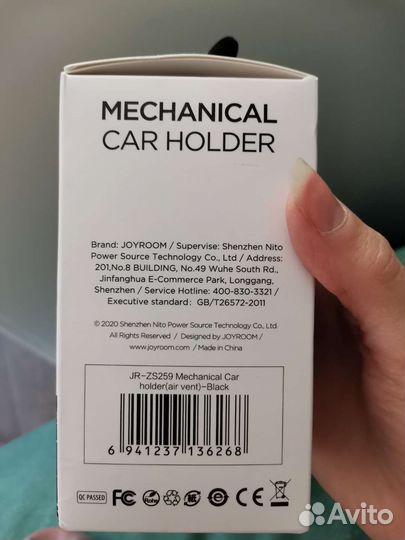 MECHANICAL
CAR HOLDER
Brand: JOYROOM / Supervise: Shenzhen Nito
Power Source Technology Co., Ltd / Address:
201,No.8 BUILDING, No.49 Wuhe South Rd.,
Jinfanghua E-Commerce Park, Longgang,
Shenzhen / Service Hotline: 400-830-3321 /
Executive standard : GB/T26572-2011
© 2020 Shenzhen Nito Power Source Technology Co., Ltd.
All Rights Reserved / Designed by JOYROOM /
www.joyroom.com / Made in China
JR-ZS259 Mechanical Car
holder(air vent)-Black
6 941237 136268
QC PASSED FC RoHS CE
Avito